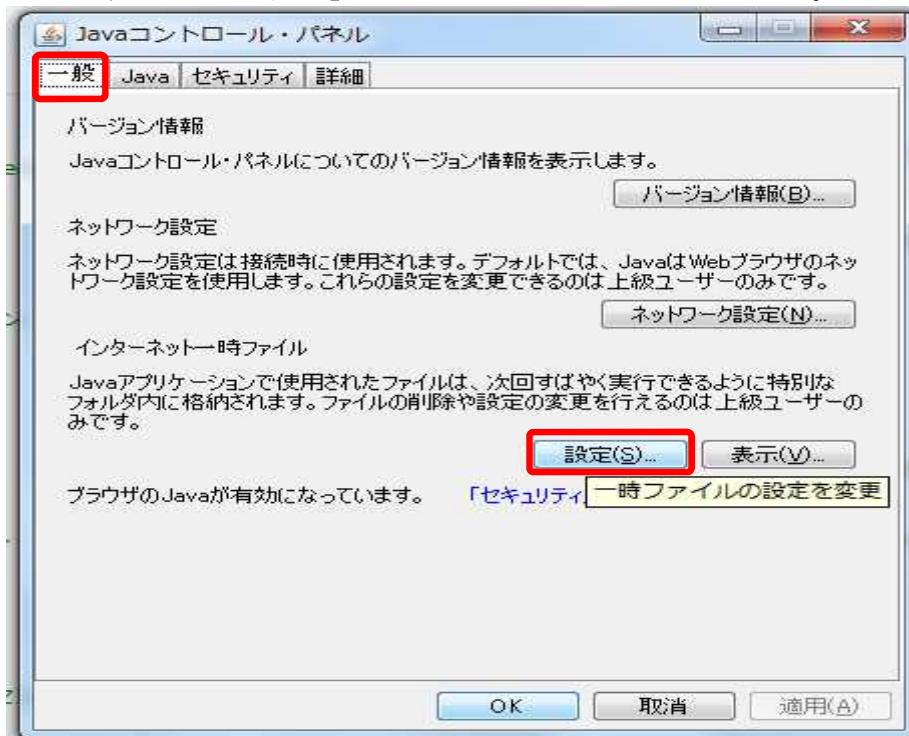 Javaコントロール・パネル
一般 Java セキュリティ 詳細
バージョン情報
Javaコントロール・パネルについてのバージョン情報を表示します。
バージョン情報(B)...
ネットワーク設定
ネットワーク設定は接続時に使用されます。デフォルトでは、JavaはWebブラウザのネッ
トワーク設定を使用します。これらの設定を変更できるのは上級ユーザーのみです。
ネットワーク設定(N)...
インターネット一時ファイル
Javaアプリケーションで使用されたファイルは、次回すばやく実行できるように特別な
フォルダ内に格納されます。ファイルの削除や設定の変更を行えるのは上級ユーザーの
みです。
設定(S)... 表示(V)...
ブラウザのJavaが有効になっています。 「セキュリティ
一時ファイルの設定を変更
OK 取消 適用(A)